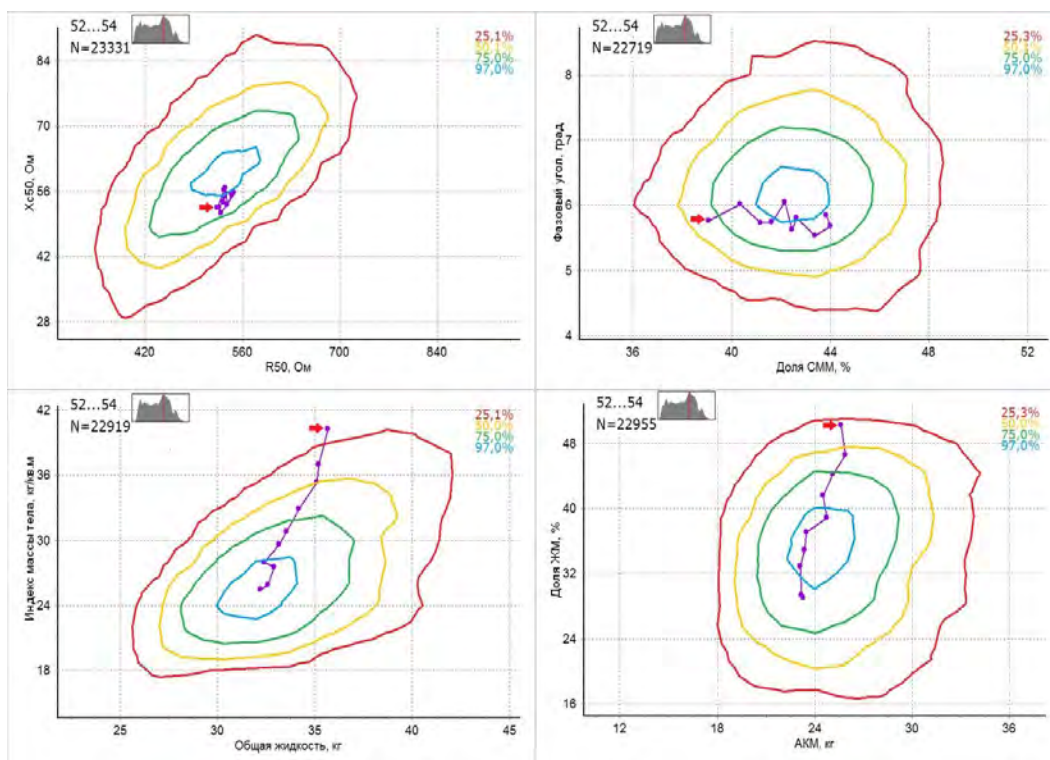 52...54
N=23331
25,1%
50,1%
75,0%
97,0%
Xc50, Ом
84
70
56
42
28
420 560 700 840
R50, Ом
52...54
N=22719
25,3%
50,1%
75,0%
97,0%
Фазовый угол, град
8
7
6
5
4
36 40 44 48 52
Доля СММ, %
52...54
N=22919
25,1%
50,0%
75,0%
97,0%
Индекс массы тела, кг/кв.м
42
36
30
24
18
25 30 35 40 45
Общая жидкость, кг
52...54
N=22955
25,3%
50,0%
75,0%
97,0%
Доля ЖМ, %
48
40
32
24
16
12 18 24 30 36
АКМ, кг